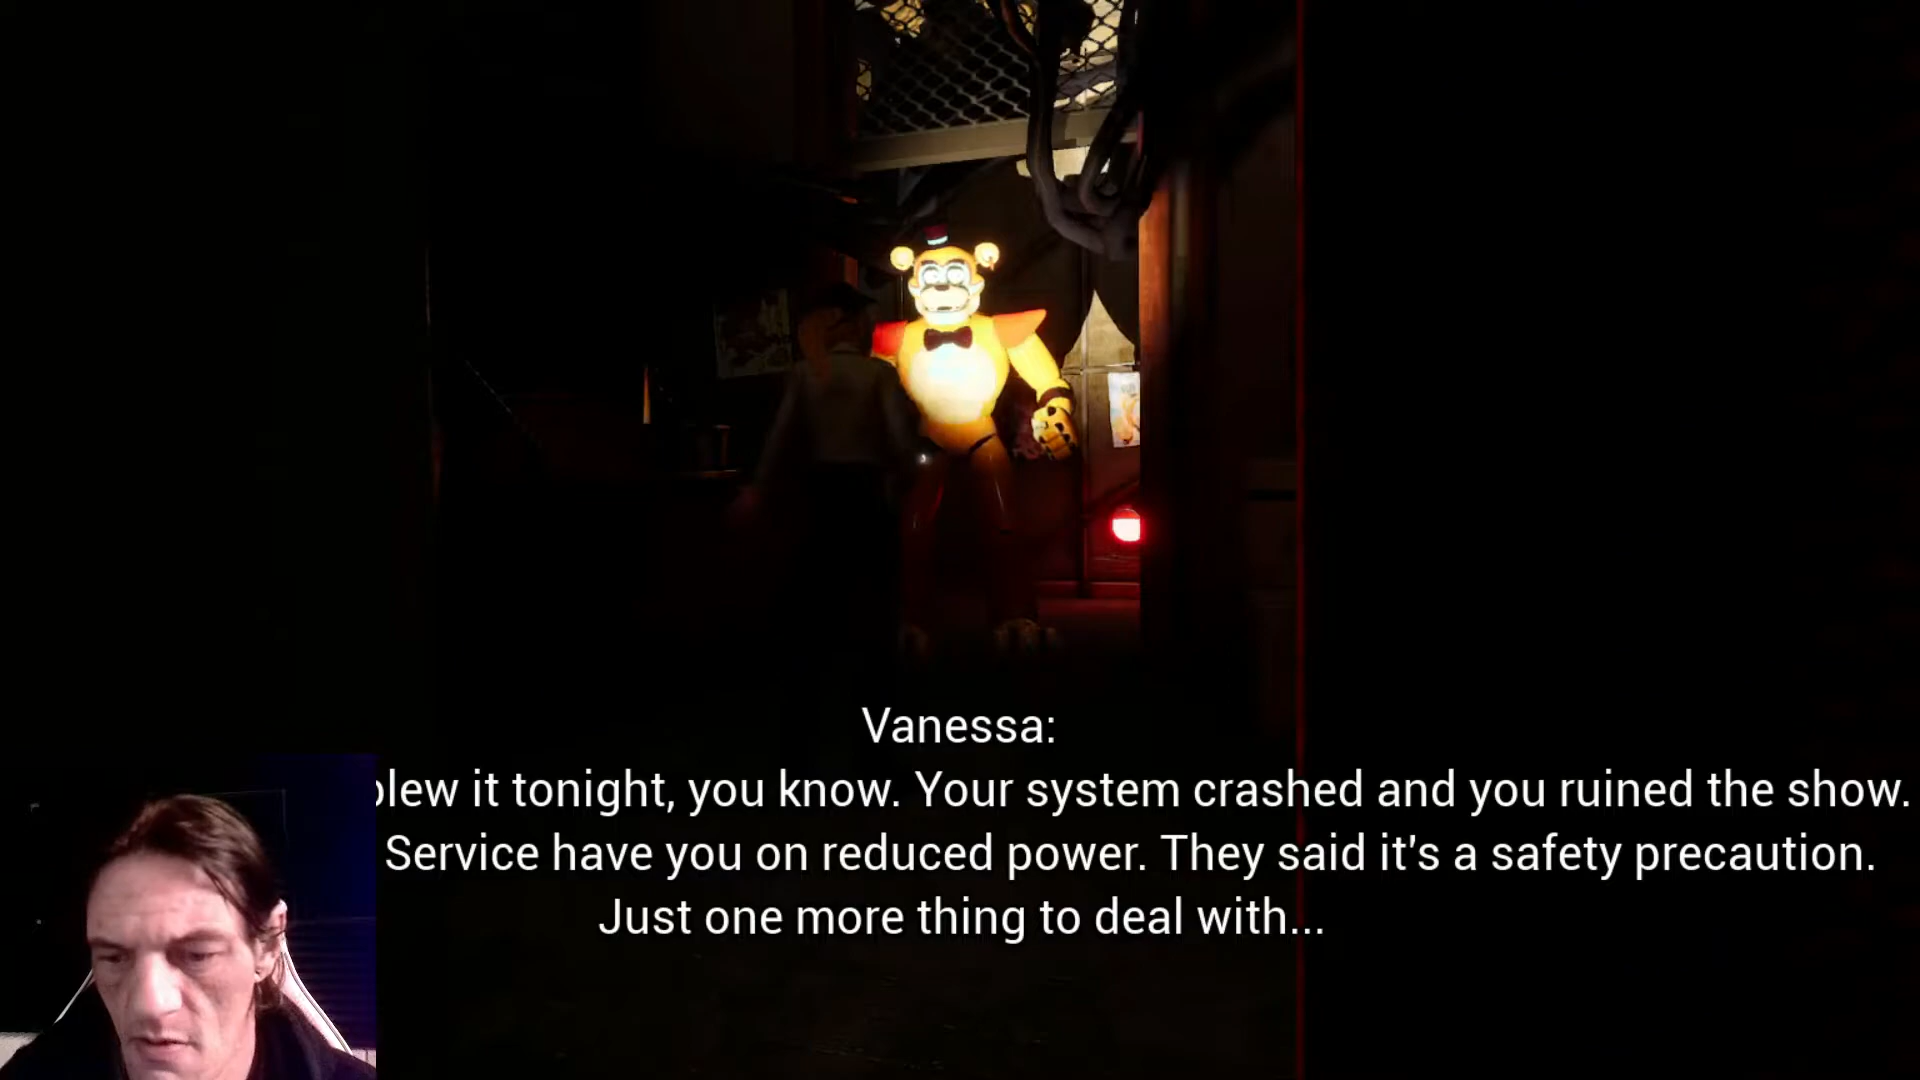 Vanessa:
blew it tonight, you know. Your system crashed and you ruined the show.
Service have you on reduced power. They said it's a safety precaution.
Just one more thing to deal with...